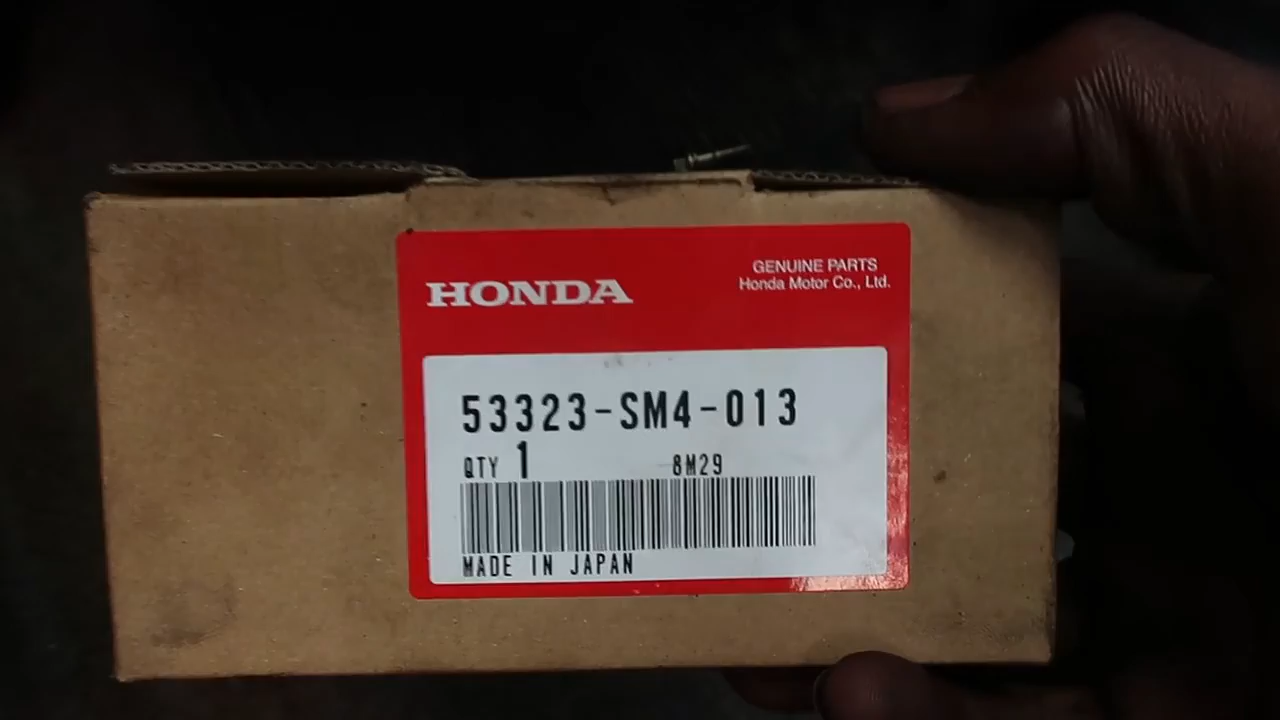 HONDA
GENUINE PARTS
Honda Motor Co., Ltd.
53323-SM4-013
QTY 1 8M29
MADE IN JAPAN